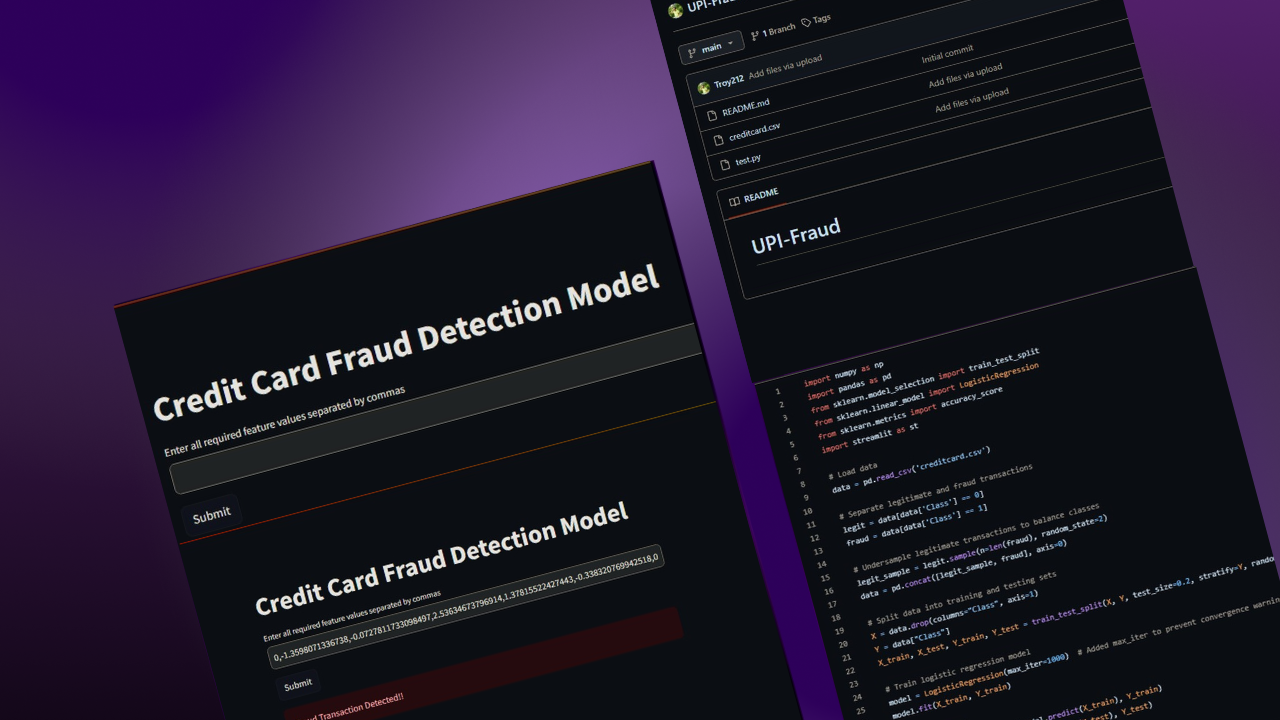 Credit Card Fraud Detection Model
Enter all required feature values separated by commas
Submit
Credit Card Fraud Detection Model
Enter all required feature values separated by commas
0,-1.3598071336738,-0.0727811733098497,2.53634673796914,1.37815522427443,-0.338320769942518,0
Submit
Transaction Detected!!
main
1 Branch
Tags
Troy212 Add files via upload
README.md Initial commit
creditcard.csv Add files via upload
test.py Add files via upload
README
UPI-Fraud
1 import numpy as np
2 import pandas as pd
3 from sklearn.model_selection import train_test_split
4 from sklearn.linear_model import LogisticRegression
5 from sklearn.metrics import accuracy_score
6 import streamlit as st
7
8 # Load data
9 data = pd.read_csv('creditcard.csv')
10
11 # Separate legitimate and fraud transactions
12 legit = data[data['Class'] == 0]
13 fraud = data[data['Class'] == 1]
14
15 # Undersample legitimate transactions to balance classes
16 legit_sample = legit.sample(n=len(fraud), random_state=2)
17 data = pd.concat([legit_sample, fraud], axis=0)
18
19 # Split data into training and testing sets
20 X = data.drop(columns="Class", axis=1)
21 Y = data["Class"]
22 X_train, X_test, Y_train, Y_test = train_test_split(X, Y, test_size=0.2, stratify=Y,
23
24 # Train logistic regression model
25 model = LogisticRegression(max_iter=1000) # Added max_iter to prevent convergence
model.fit(X_train, Y_train)
predict(X_train), Y_train)
Y_test)